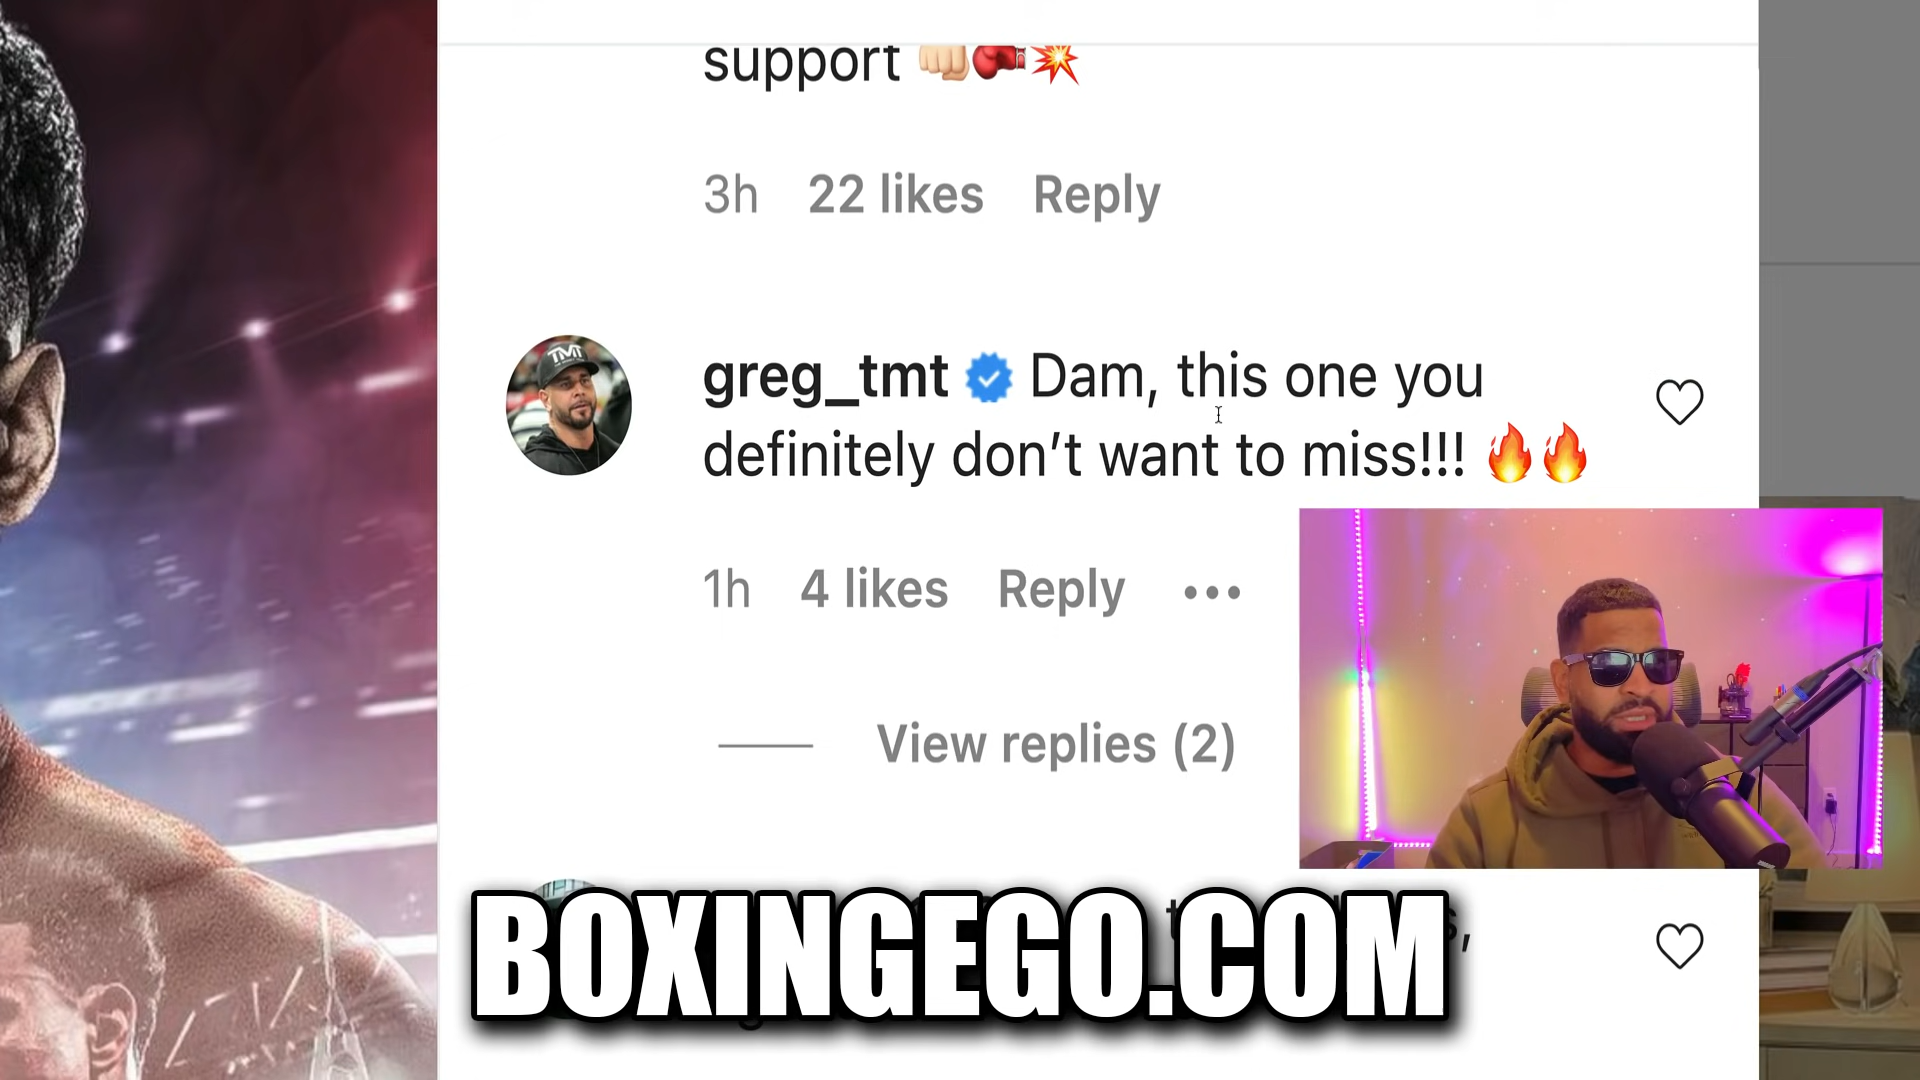 support 👊🏼🥊💥
3h 22 likes Reply
TMT
greg_tmt Dam, this one you
definitely don’t want to miss!!! 🔥🔥
1h 4 likes Reply •••
View replies (2)
BOXINGEGO.COM